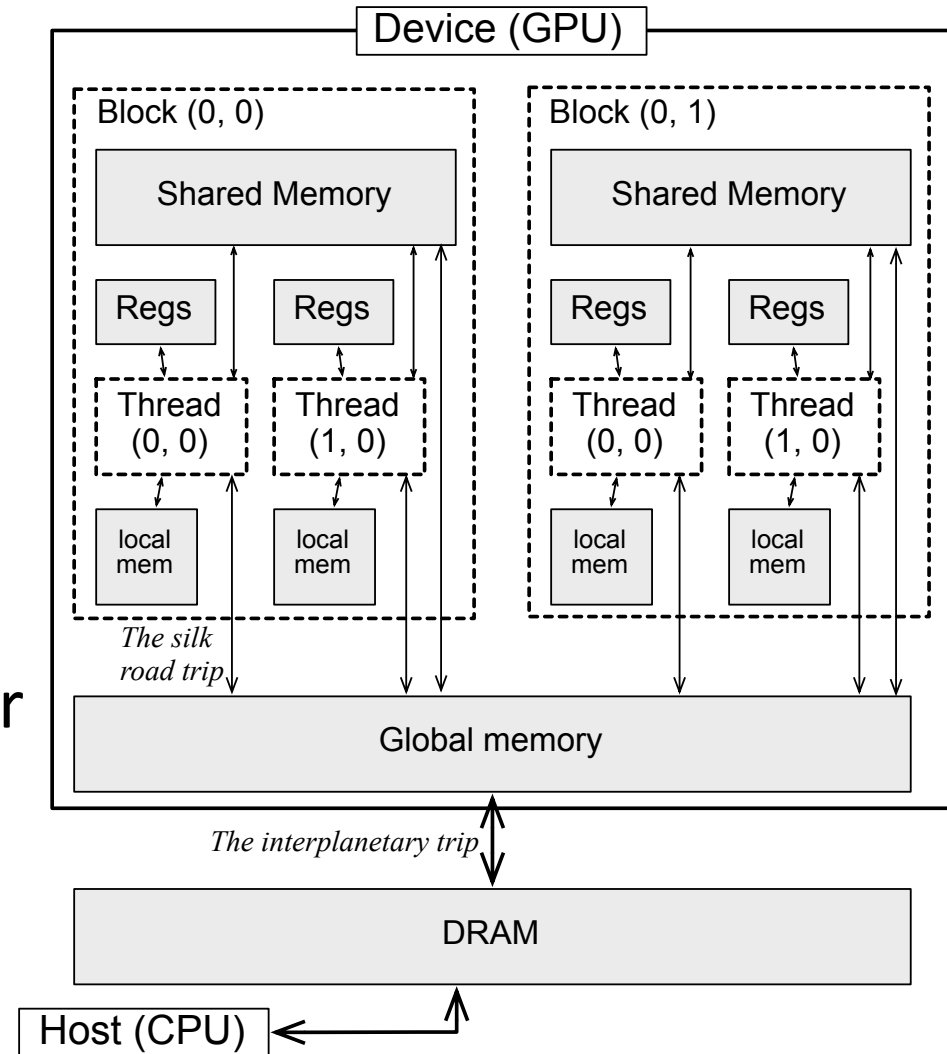 Device (GPU)
Block (0, 0)
Shared Memory
Regs
Regs
Thread
(0, 0)
Thread
(1, 0)
local
mem
local
mem
Block (0, 1)
Shared Memory
Regs
Regs
Thread
(0, 0)
Thread
(1, 0)
local
mem
local
mem
The silk
road trip
r
Global memory
The interplanetary trip
DRAM
Host (CPU)